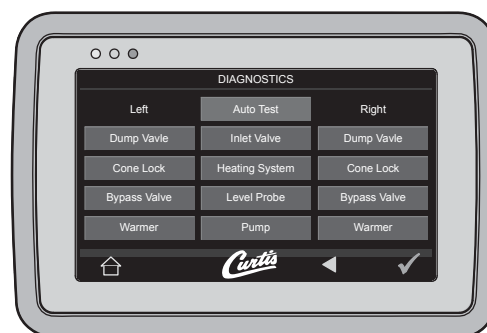 DIAGNOSTICS
Left Auto Test Right
Dump Vavle Inlet Valve Dump Vavle
Cone Lock Heating System Cone Lock
Bypass Valve Level Probe Bypass Valve
Warmer Pump Warmer
Curtis